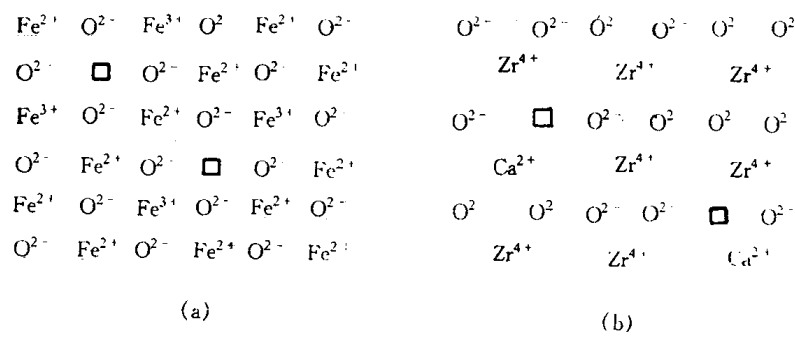 Fe²⁺ O²⁻ Fe³⁺ O² Fe²⁺ O²⁻
O²⁻ □ O²⁻ Fe²⁺ O²⁻ Fe²⁺
Fe³⁺ O²⁻ Fe²⁺ O²⁻ Fe³⁺ O²⁻
O²⁻ Fe²⁺ O²⁻ □ O²⁻ Fe²⁺
Fe²⁺ O²⁻ Fe³⁺ O²⁻ Fe²⁺ O²⁻
O²⁻ Fe²⁺ O²⁻ Fe²⁺ O²⁻ Fe²⁺
(a)
O²⁻ O²⁻ O² O²⁻ O² O²
Zr⁴⁺ Zr⁴⁺ Zr⁴⁺
O²⁻ □ O²⁻ O² O² O²
Ca²⁺ Zr⁴⁺ Zr⁴⁺
O² O² O²⁻ O²⁻ □ O²⁻
Zr⁴⁺ Zr⁴⁺ Ca²⁺
(b)